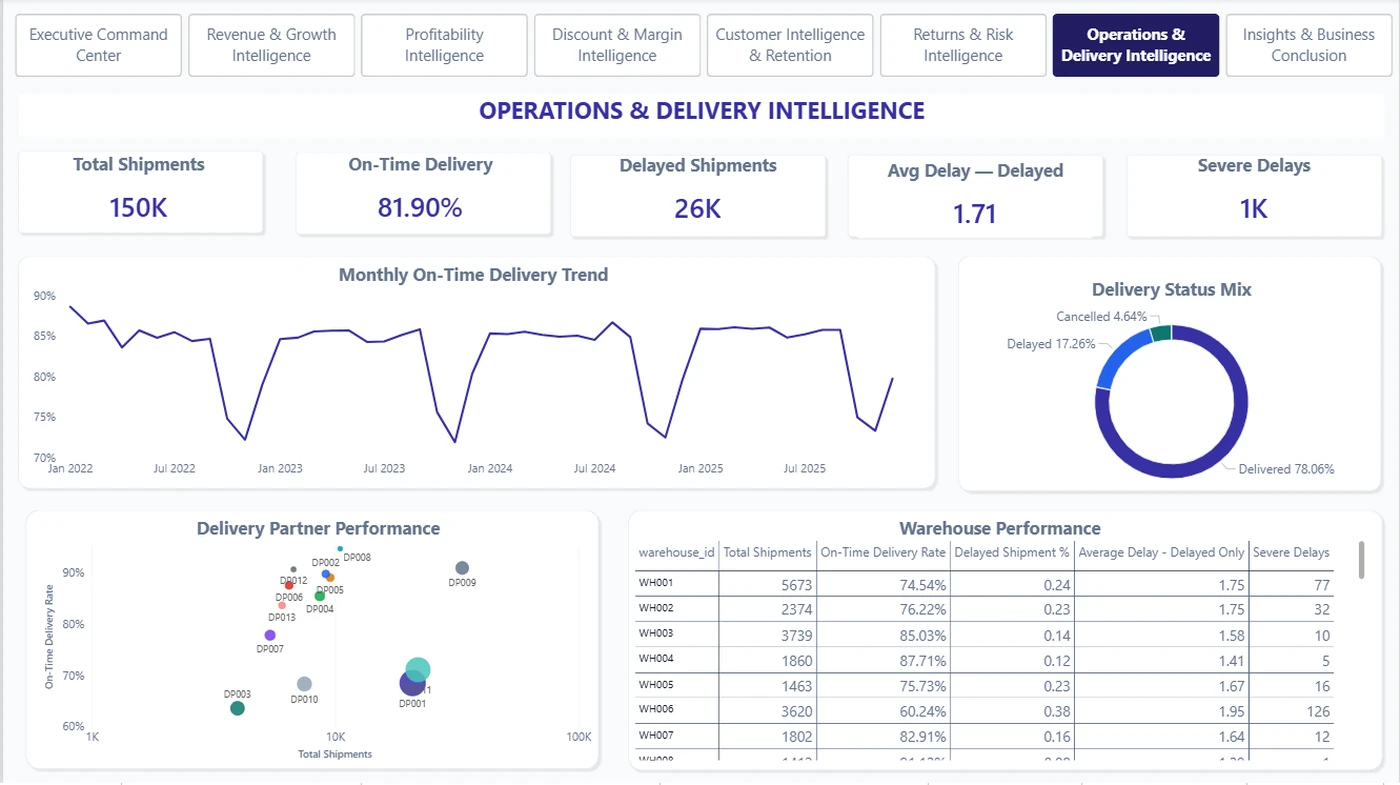 Executive Command
Center
Revenue & Growth
Intelligence
Profitability
Intelligence
Discount & Margin
Intelligence
Customer Intelligence
& Retention
Returns & Risk
Intelligence
Operations &
Delivery Intelligence
Insights & Business
Conclusion
OPERATIONS & DELIVERY INTELLIGENCE
Total Shipments
150K
On-Time Delivery
81.90%
Delayed Shipments
26K
Avg Delay — Delayed
1.71
Severe Delays
1K
Monthly On-Time Delivery Trend
90%
85%
80%
75%
70%
Jan 2022 Jul 2022 Jan 2023 Jul 2023 Jan 2024 Jul 2024 Jan 2025 Jul 2025
Delivery Status Mix
Cancelled 4.64%
Delayed 17.26%
Delivered 78.06%
Delivery Partner Performance
On-Time Delivery Rate
90%
80%
70%
60%
DP008
DP002
DP009
DP012
DP005
DP006
DP004
DP013
DP007
DP003
DP010
11
DP001
1K 10K 100K
Total Shipments
Warehouse Performance
warehouse_id Total Shipments On-Time Delivery Rate Delayed Shipment % Average Delay - Delayed Only Severe Delays
WH001 5673 74.54% 0.24 1.75 77
WH002 2374 76.22% 0.23 1.75 32
WH003 3739 85.03% 0.14 1.58 10
WH004 1860 87.71% 0.12 1.41 5
WH005 1463 75.73% 0.23 1.67 16
WH006 3620 60.24% 0.38 1.95 126
WH007 1802 82.91% 0.16 1.64 12